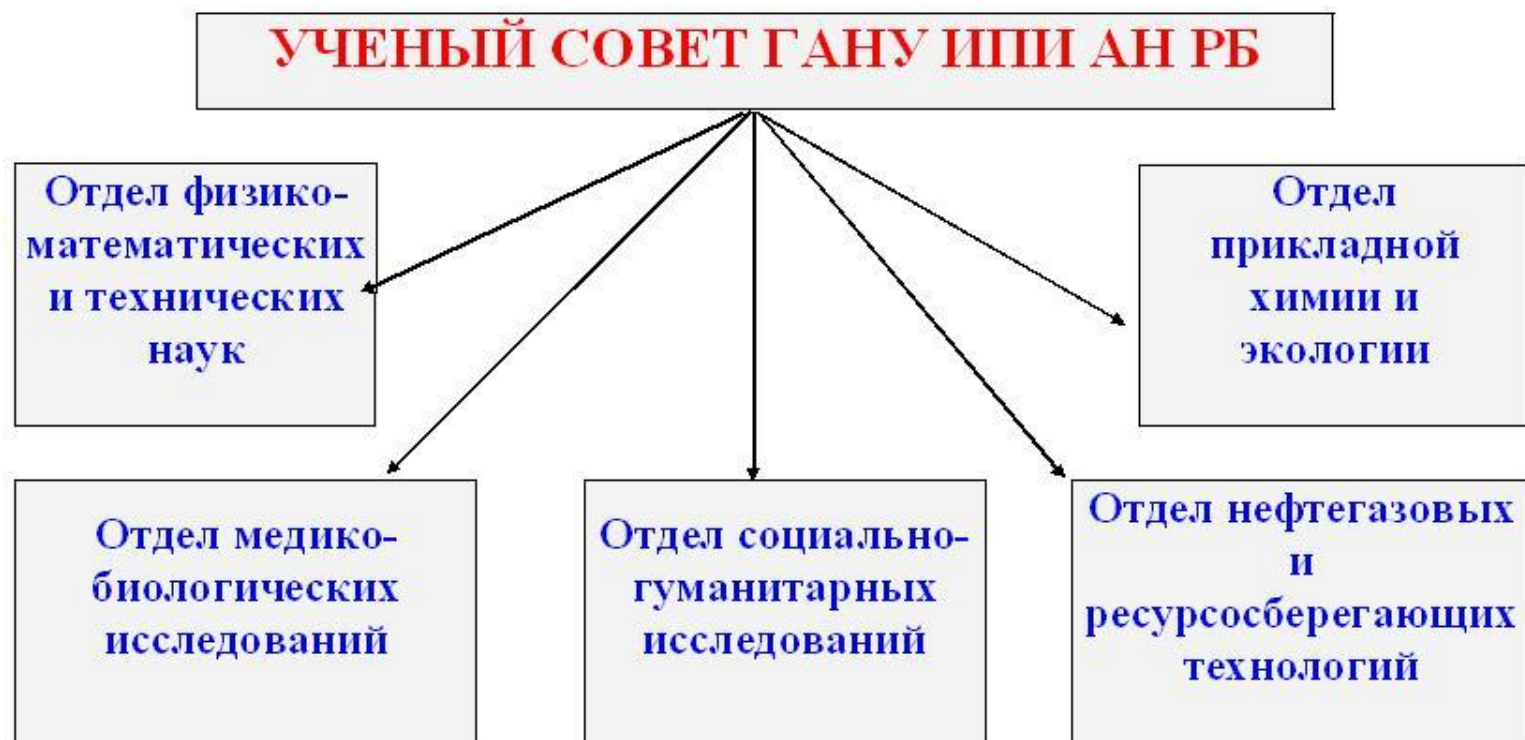 УЧЕНЫЙ СОВЕТ ГАНУ ИПИ АН РБ
Отдел физико-
математических
и технических
наук
Отдел
прикладной
химии и
экологии
Отдел медико-
биологических
исследований
Отдел социально-
гуманитарных
исследований
Отдел нефтегазовых
и
ресурсосберегающих
технологий